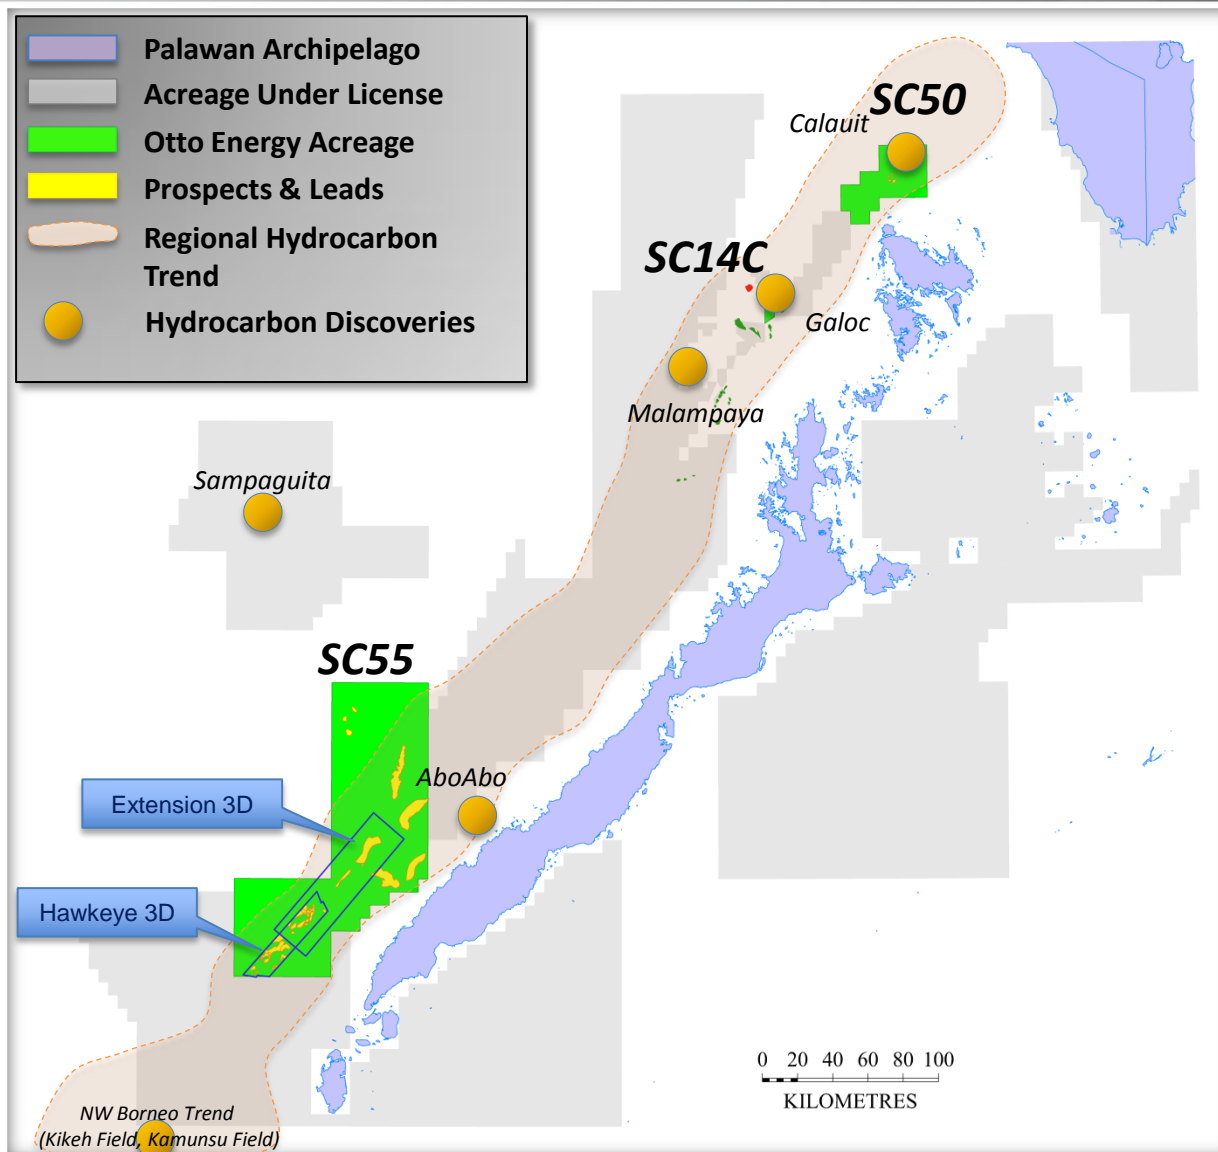 Palawan Archipelago
Acreage Under License
Otto Energy Acreage
Prospects & Leads
Regional Hydrocarbon
Trend
Hydrocarbon Discoveries
SC50
Calauit
SC14C
Galoc
Malampaya
Sampaguita
SC55
AboAbo
Extension 3D
Hawkeye 3D
0 20 40 60 80 100
KILOMETRES
NW Borneo Trend
(Kikeh Field, Kamunsu Field)